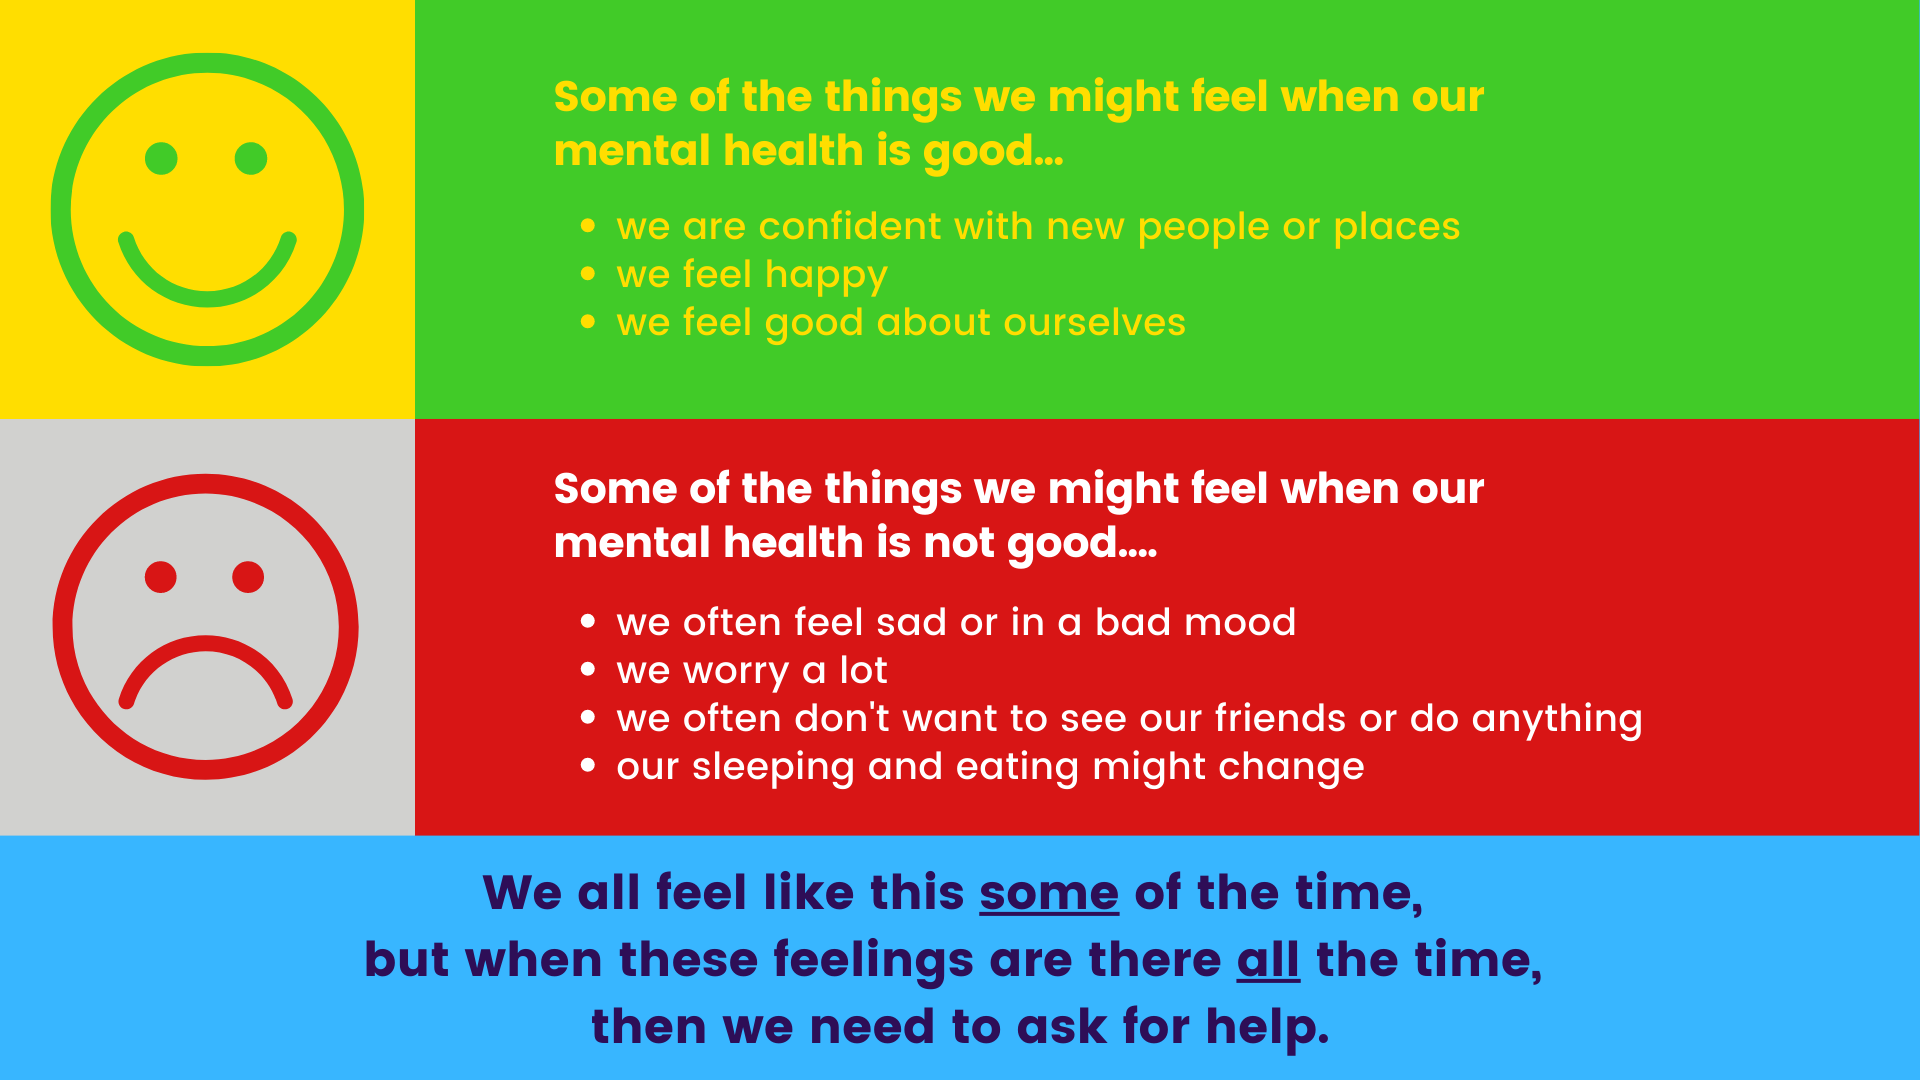 Some of the things we might feel when our
mental health is good...
• we are confident with new people or places
• we feel happy
• we feel good about ourselves
Some of the things we might feel when our
mental health is not good....
• we often feel sad or in a bad mood
• we worry a lot
• we often don't want to see our friends or do anything
• our sleeping and eating might change
We all feel like this some of the time,
but when these feelings are there all the time,
then we need to ask for help.